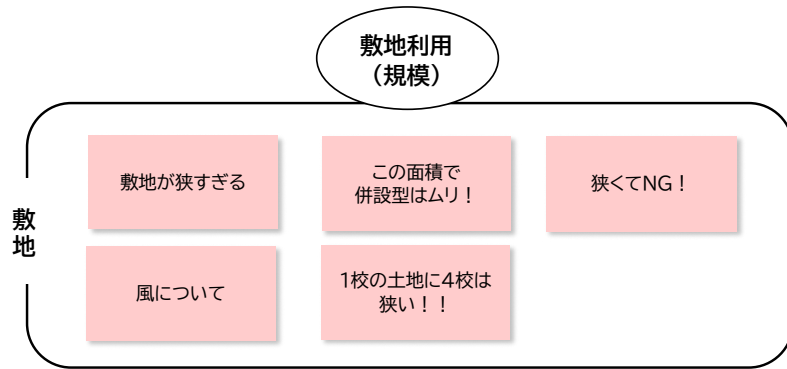 敷地利用
（規模）
敷地
敷地が狭すぎる
この面積で
併設型はムリ！
狭くてNG！
風について
1校の土地に4校は
狭い！！